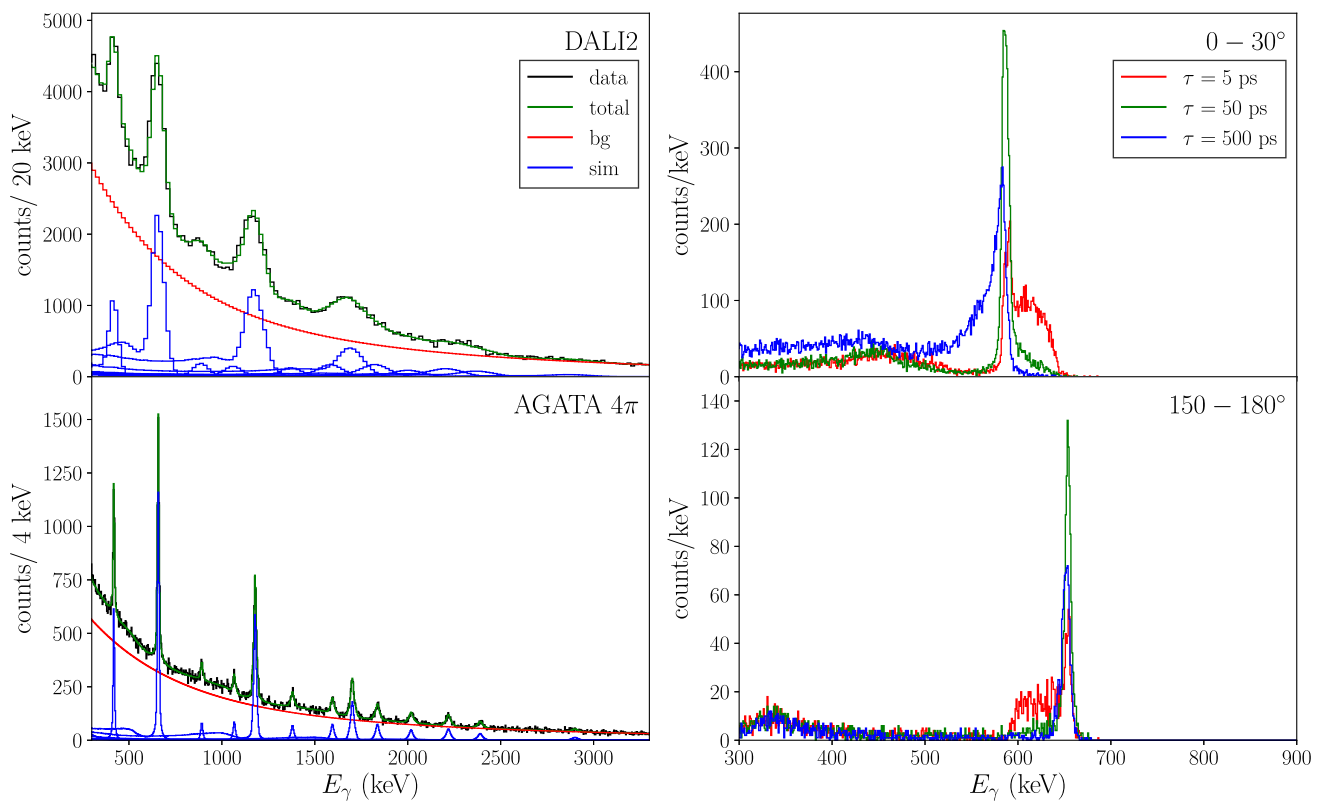 DALI2
data
total
bg
sim
counts/ 20 keV
5000
4000
3000
2000
1000
0
0 − 30°
τ = 5 ps
τ = 50 ps
τ = 500 ps
counts/keV
400
300
200
100
0
AGATA 4π
counts/ 4 keV
1500
1250
1000
750
500
250
0
500 1000 1500 2000 2500 3000
Eγ (keV)
150 − 180°
counts/keV
140
120
100
80
60
40
20
0
300 400 500 600 700 800 900
Eγ (keV)